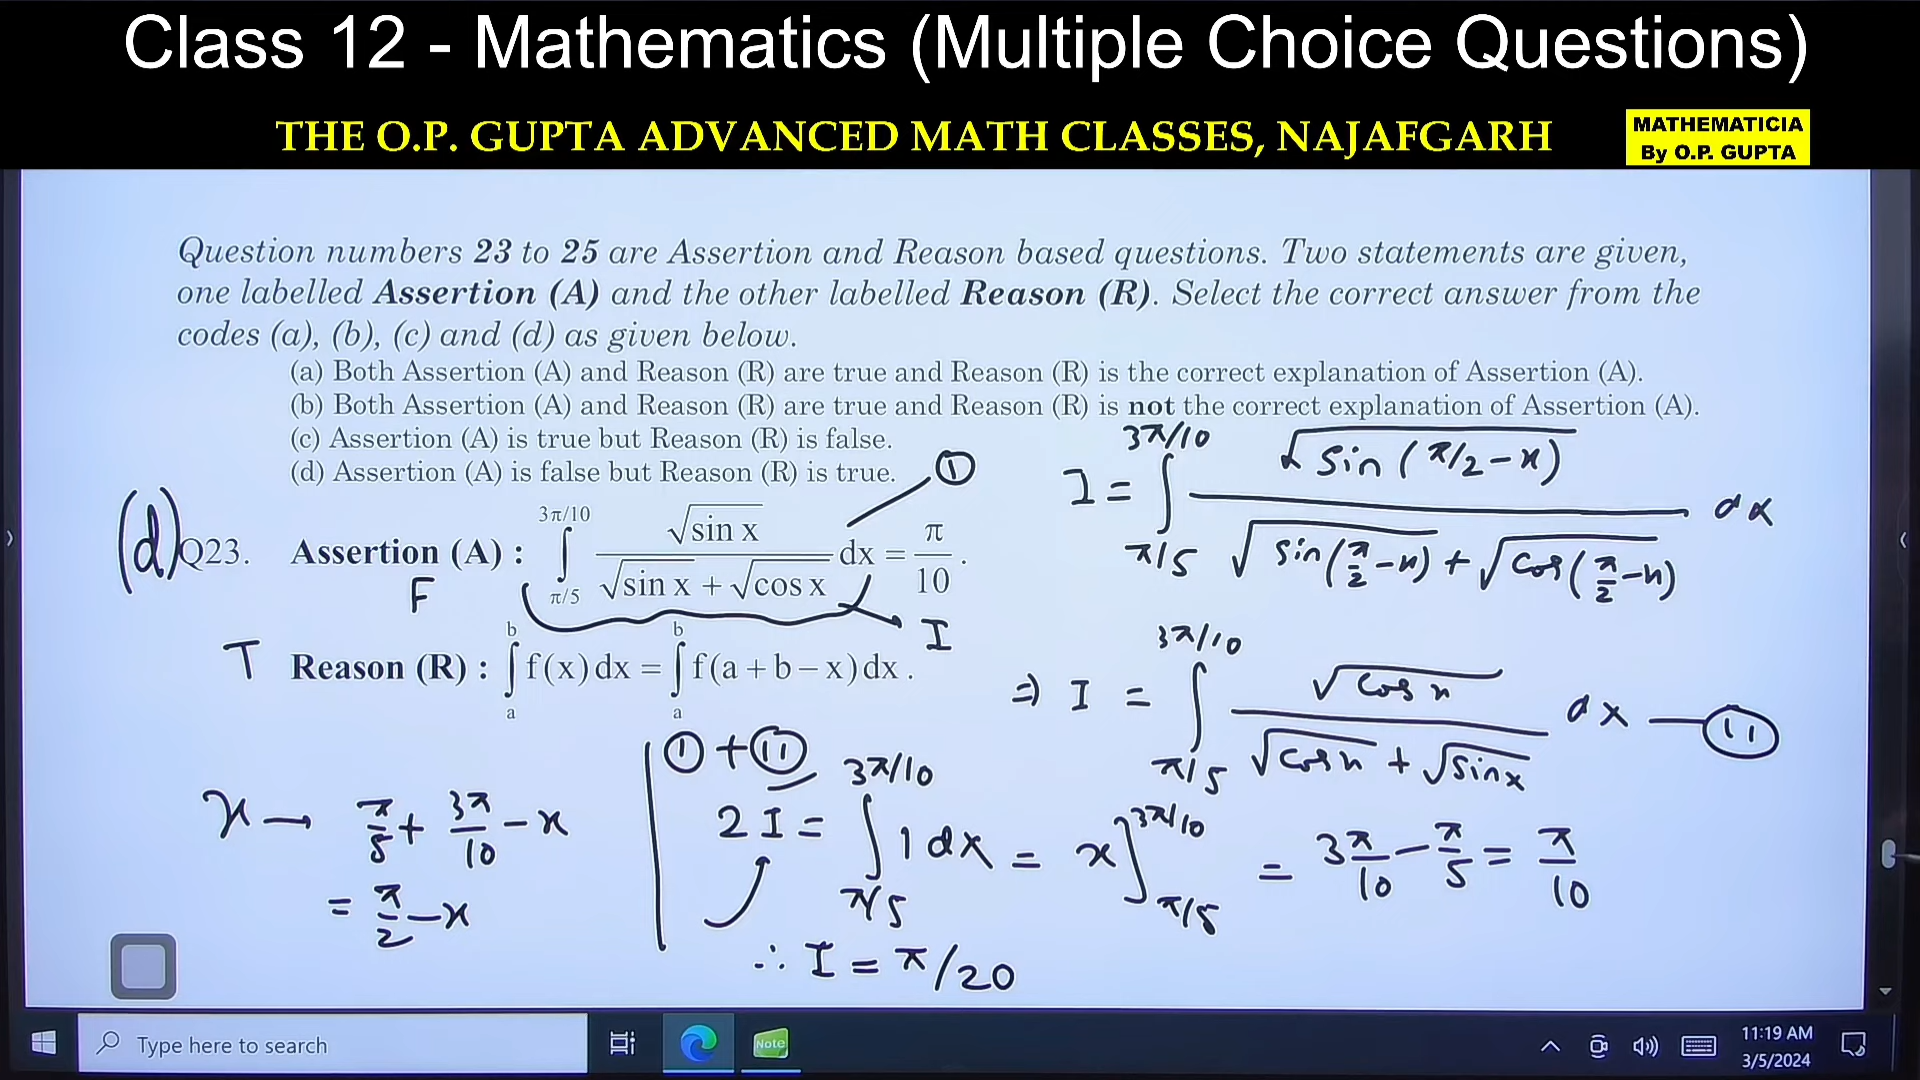 Class 12 - Mathematics (Multiple Choice Questions)
THE O.P. GUPTA ADVANCED MATH CLASSES, NAJAFGARH
MATHEMATICIA
By O.P. GUPTA
Question numbers 23 to 25 are Assertion and Reason based questions. Two statements are given,
one labelled Assertion (A) and the other labelled Reason (R). Select the correct answer from the
codes (a), (b), (c) and (d) as given below.
(a) Both Assertion (A) and Reason (R) are true and Reason (R) is the correct explanation of Assertion (A).
(b) Both Assertion (A) and Reason (R) are true and Reason (R) is not the correct explanation of Assertion (A).
(c) Assertion (A) is true but Reason (R) is false.
(d) Assertion (A) is false but Reason (R) is true.
(d) Q23. Assertion (A) : ∫_{π/5}^{3π/10} √sin x / (√sin x + √cos x) dx = π/10 . ①
F
I
T Reason (R) : ∫_a^b f(x) dx = ∫_a^b f(a + b – x) dx .
I = ∫_{π/5}^{3π/10} √sin(π/2–x) / (√sin(π/2–x) + √cos(π/2–x)) dx
⇒ I = ∫_{π/5}^{3π/10} √cos x / (√cos x + √sin x) dx — ⑪
x → π/5 + 3π/10 – x
= π/2 – x
① + ⑪
2I = ∫_{π/5}^{3π/10} 1 dx = x]_{π/5}^{3π/10} = 3π/10 – π/5 = π/10
∴ I = π/20
Type here to search
Note
11:19 AM
3/5/2024